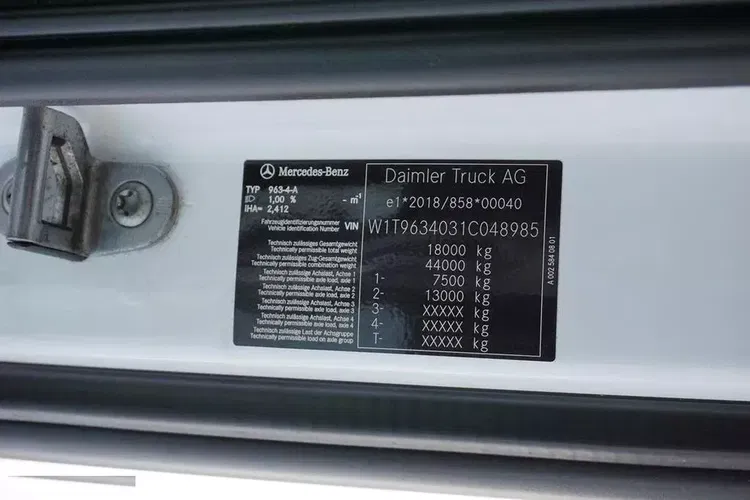 Mercedes-Benz
TYP 963-4-A
1,00 % - m⁻¹
IHA= 2,412
Fahrzeugidentifizierungsnummer
Vehicle Identification Number VIN
Technisch zulässiges Gesamtgewicht
Technically permissible total weight
Technisch zulässiges Zug-Gesamtgewicht
Technically permissible combination weight
Technisch zulässige Achslast, Achse 1
Technically permissible axle load, axle 1
Technisch zulässige Achslast, Achse 2
Technically permissible axle load, axle 2
Technisch zulässige Achslast, Achse 3
Technically permissible axle load, axle 3
Technisch zulässige Achslast, Achse 4
Technically permissible axle load, axle 4
Technisch zulässige Last der Achsgruppe
Technically permissible load on axle group
Daimler Truck AG
e1*2018/858*00040
W1T9634031C048985
18000 kg
44000 kg
1- 7500 kg
2- 13000 kg
3- XXXXX kg
4- XXXXX kg
T- XXXXX kg
A 002 584 08 01